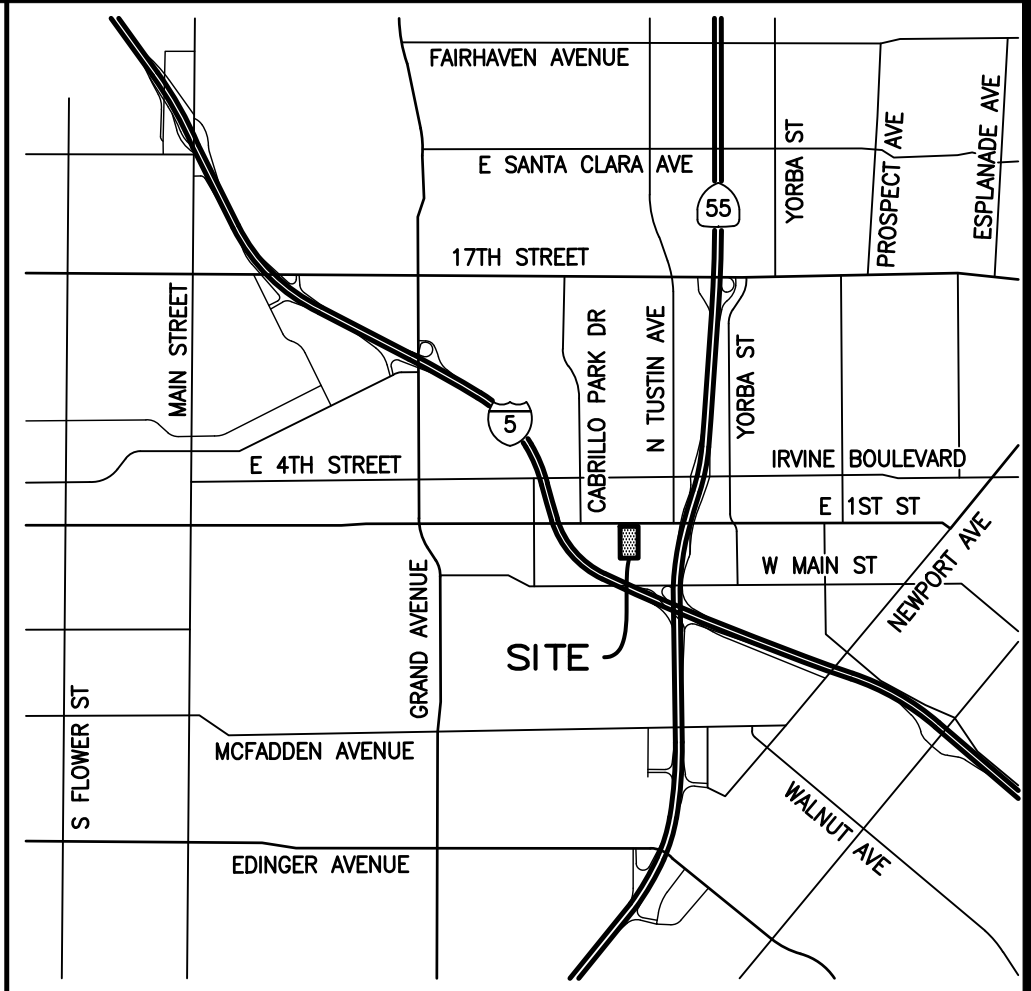 FAIRHAVEN AVENUE
E SANTA CLARA AVE
YORBA ST
PROSPECT AVE
ESPLANADE AVE
55
17TH STREET
MAIN STREET
CABRILLO PARK DR
N TUSTIN AVE
YORBA ST
5
E 4TH STREET
IRVINE BOULEVARD
E 1ST ST
W MAIN ST
NEWPORT AVE
GRAND AVENUE
SITE
S FLOWER ST
MCFADDEN AVENUE
WALNUT AVE
EDINGER AVENUE